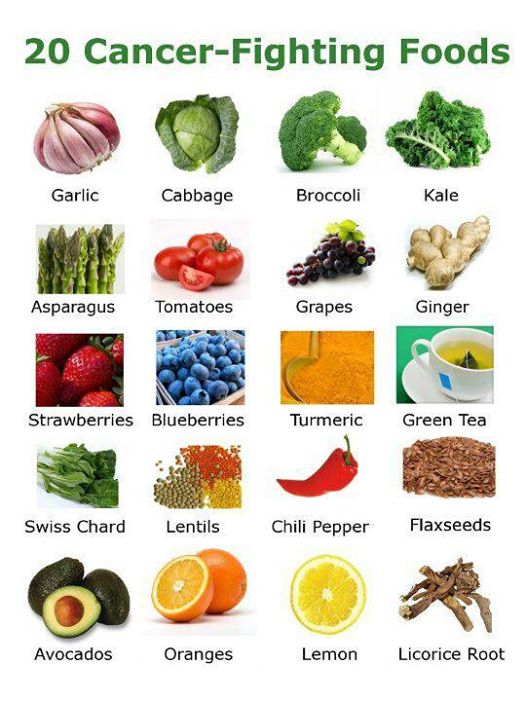 20 Cancer-Fighting Foods
Garlic
Cabbage
Broccoli
Kale
Asparagus
Tomatoes
Grapes
Ginger
Strawberries
Blueberries
Turmeric
Green Tea
Swiss Chard
Lentils
Chili Pepper
Flaxseeds
Avocados
Oranges
Lemon
Licorice Root